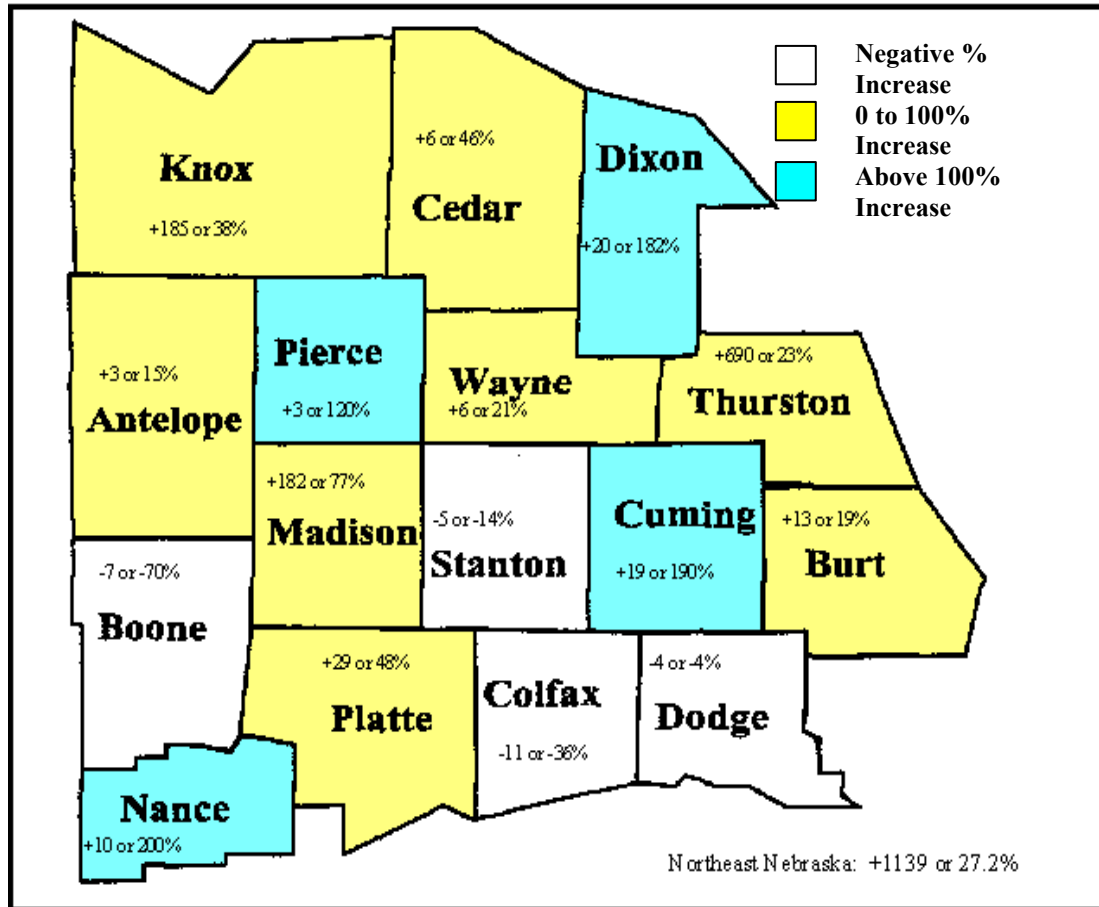 Negative %
Increase
0 to 100%
Increase
Above 100%
Increase
Knox
+185 or 38%
+6 or 46%
Cedar
Dixon
+20 or 182%
+3 or 15%
Antelope
Pierce
+3 or 120%
Wayne
+6 or 21%
+690 or 23%
Thurston
+182 or 77%
Madison
-5 or -14%
Stanton
Cuming
+19 or 190%
+13 or 19%
Burt
-7 or -70%
Boone
+29 or 48%
Platte
Colfax
-11 or -36%
-4 or -4%
Dodge
Nance
+10 or 200%
Northeast Nebraska: +1139 or 27.2%